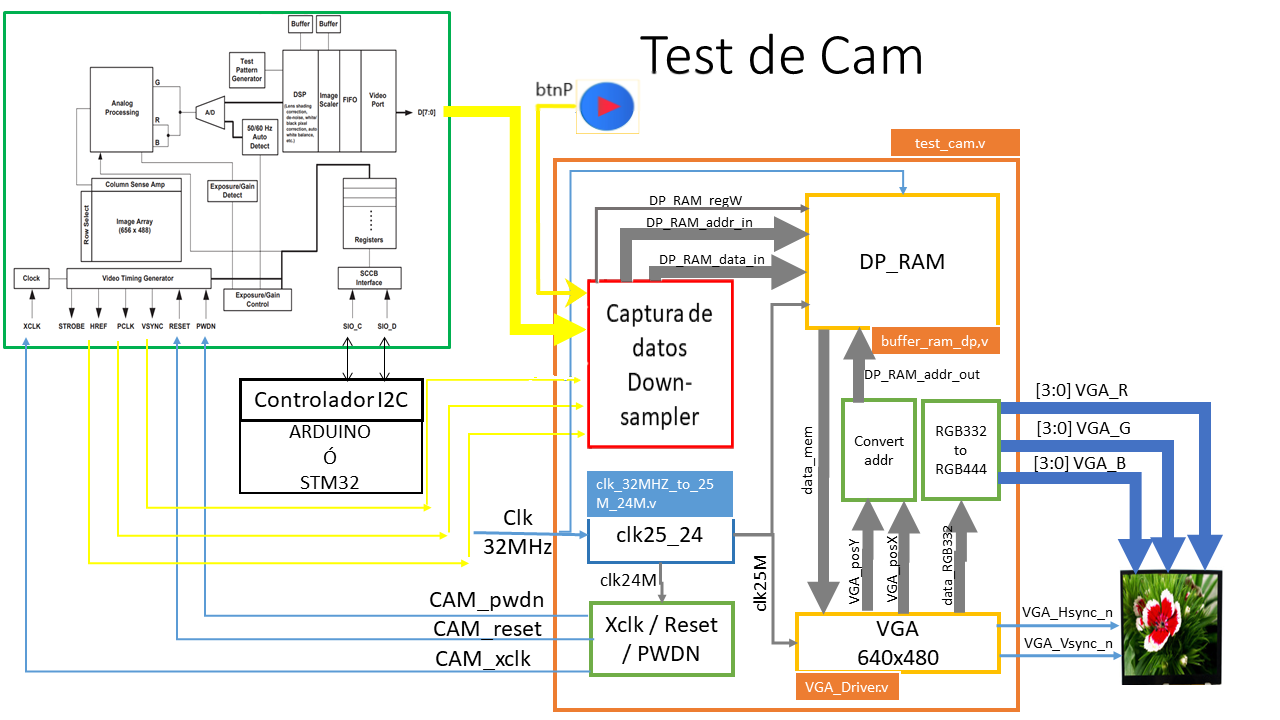 Test de Cam
Buffer
Buffer
Test
Pattern
Generator
DSP
(Lens shading
correction,
de-noise, white/
black pixel
correction, auto
white balance,
etc.)
Image
Scaler
FIFO
Video
Port
D[7:0]
Analog
Processing
G
R
B
A/D
50/60 Hz
Auto
Detect
Column Sense Amp
Row Select
Image Array
(656 x 488)
Exposure/Gain
Detect
Registers
Clock
Video Timing Generator
Exposure/Gain
Control
SCCB
Interface
XCLK
STROBE
HREF
PCLK
VSYNC
RESET
PWDN
SIO_C
SIO_D
Controlador I2C
ARDUINO
Ó
STM32
btnP
test_cam.v
DP_RAM_regW
DP_RAM_addr_in
DP_RAM_data_in
DP_RAM
buffer_ram_dp,v
Captura de
datos
Down-
sampler
DP_RAM_addr_out
data_mem
Convert
addr
RGB332
to
RGB444
[3:0] VGA_R
[3:0] VGA_G
[3:0] VGA_B
clk_32MHZ_to_25
M_24M.v
clk25_24
Clk
32MHz
clk24M
clk25M
VGA_posY
VGA_posX
data_RGB332
CAM_pwdn
CAM_reset
CAM_xclk
Xclk / Reset
/ PWDN
VGA
640x480
VGA_Driver.v
VGA_Hsync_n
VGA_Vsync_n